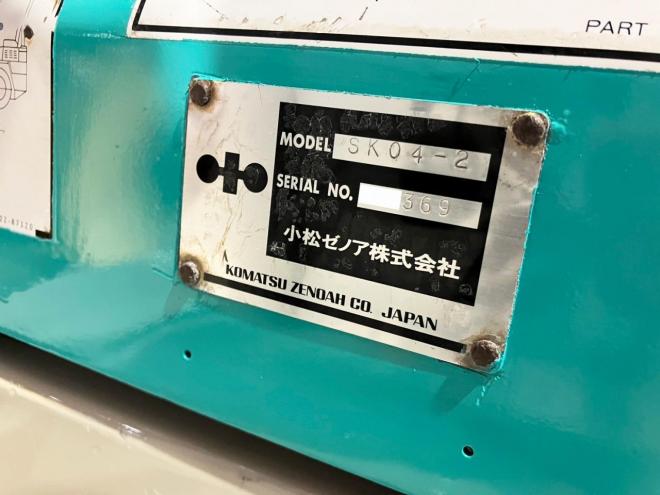 PART
MODEL SK04-2
SERIAL NO. 369
小松ゼノア株式会社
KOMATSU ZENOAH CO. JAPAN